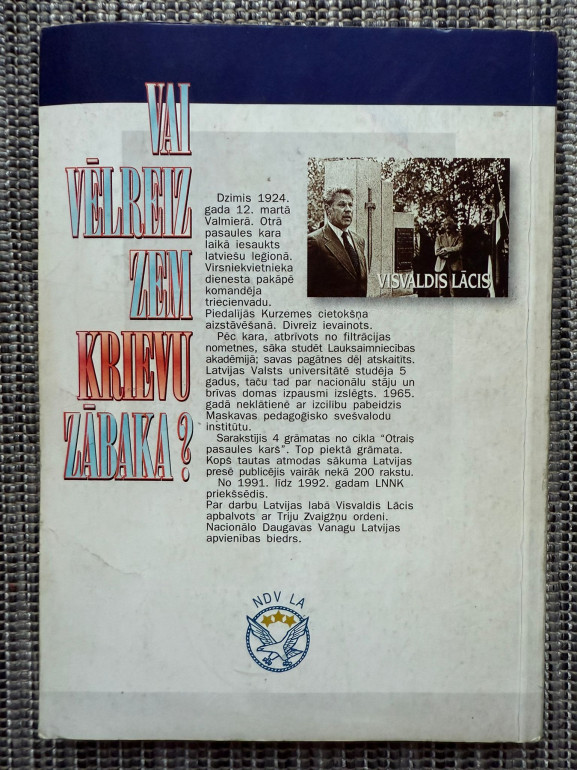 VAI
VĒLREIZ
ZEM
KRIEVU
ZĀBAKA?
VISVALDIS LĀCIS
Dzimis 1924.
gada 12. martā
Valmierā. Otrā
pasaules kara
laikā iesaukts
latviešu leģionā.
Virsniekvietnieka
dienesta pakāpē
komandēja
triecienvadu.
Piedalījās Kurzemes cietokšņa
aizstāvēšanā. Divreiz ievainots.
Pēc kara, atbrīvots no filtrācijas
nometnes, sāka studēt Lauksaimniecības
akadēmijā; savas pagātnes dēļ atskaitīts.
Latvijas Valsts universitātē studēja 5
gadus, taču tad par nacionālu stāju un
brīvas domas izpausmi izslēgts. 1965.
gadā neklātienē ar izcilību pabeidzis
Maskavas pedagoģisko svešvalodu
institūtu.
Sarakstījis 4 grāmatas no cikla “Otrais
pasaules karš”. Top piektā grāmata.
Kopš tautas atmodas sākuma Latvijas
presē publicējis vairāk nekā 200 rakstu.
No 1991. līdz 1992. gadam LNNK
priekšsēdis.
Par darbu Latvijas labā Visvaldis Lācis
apbalvots ar Triju Zvaigžņu ordeni.
Nacionālo Daugavas Vanagu Latvijas
apvienības biedrs.
NDV LA